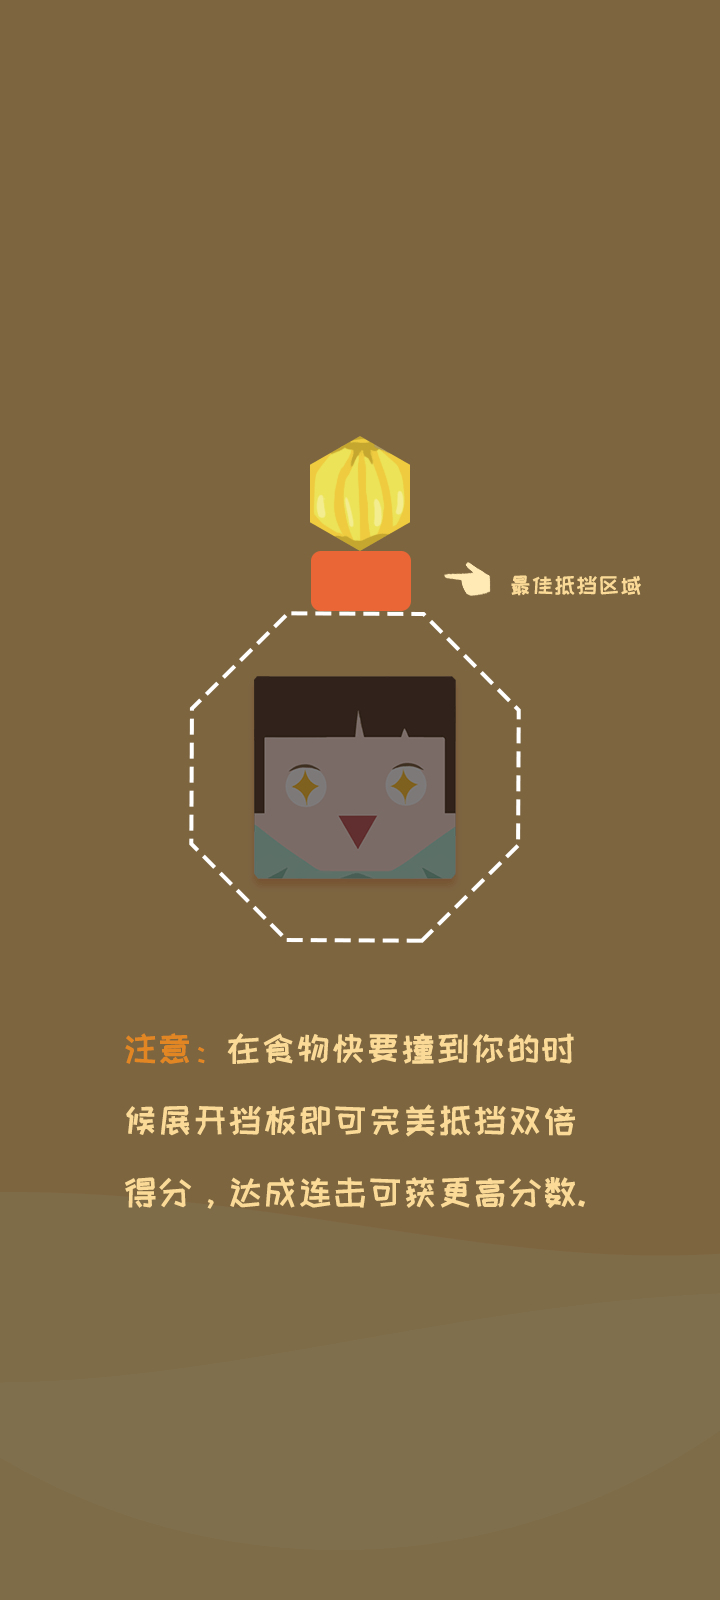 最佳抵挡区域
注意：在食物快要撞到你的时
候展开挡板即可完美抵挡双倍
得分，达成连击可获更高分数.